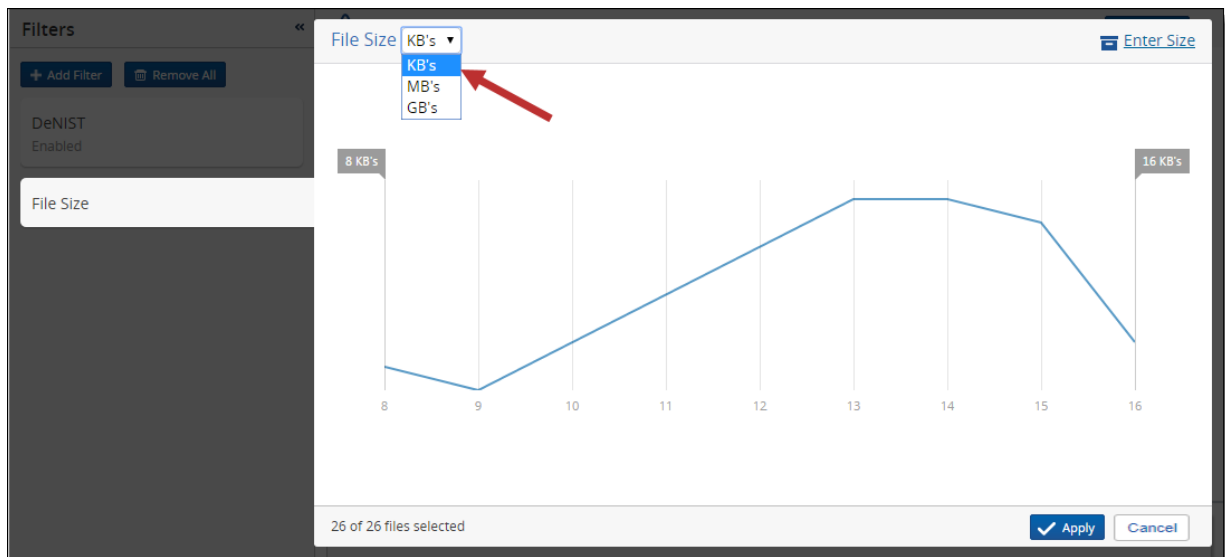 Filters «
Add Filter Remove All
DeNIST
Enabled
File Size
File Size KB's Enter Size
KB's
MB's
GB's
8 KB's 16 KB's
8 9 10 11 12 13 14 15 16
26 of 26 files selected
Apply Cancel